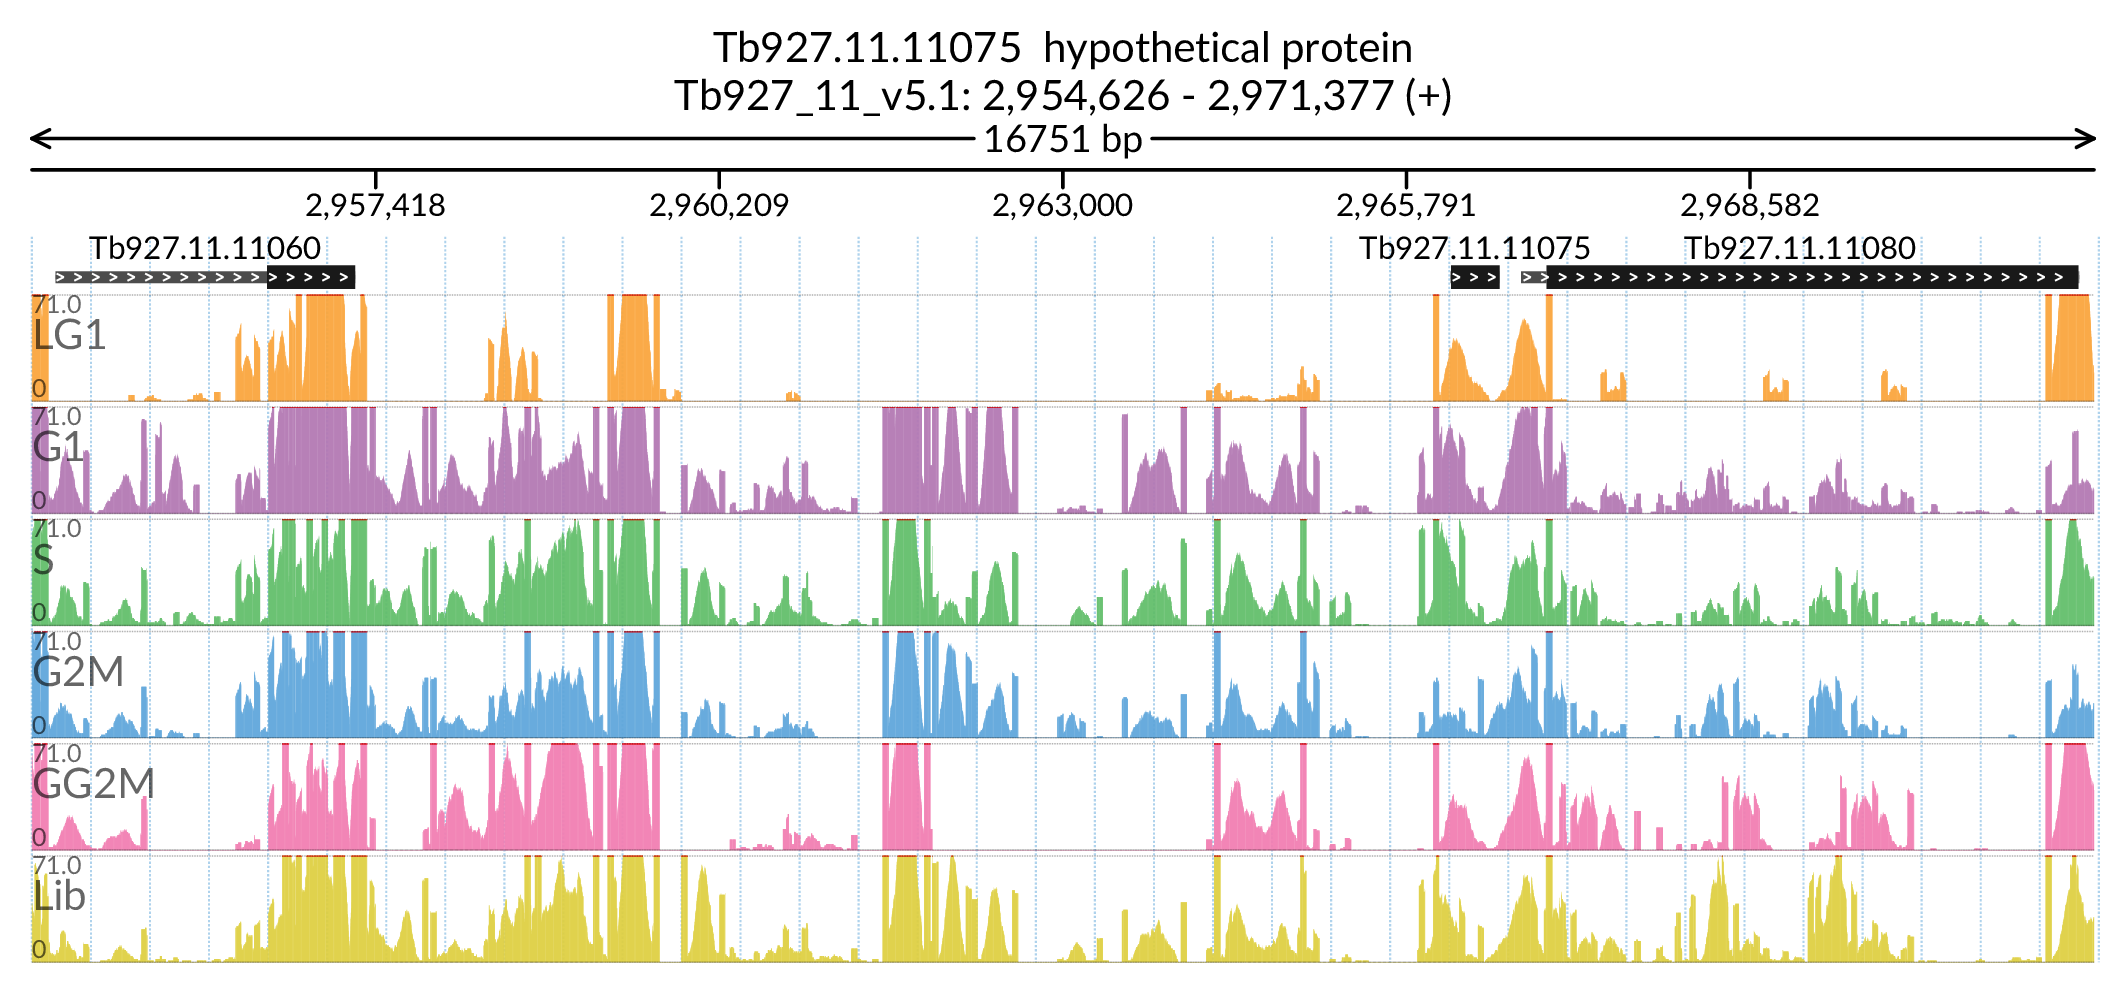 Tb927.11.11075  hypothetical protein
Tb927_11_v5.1: 2,954,626 - 2,971,377 (+)
16751 bp
2,957,418 2,960,209 2,963,000 2,965,791 2,968,582
Tb927.11.11060 Tb927.11.11075 Tb927.11.11080
71.0
LG1
0
71.0
G1
0
71.0
S
0
71.0
G2M
0
71.0
GG2M
0
71.0
Lib
0